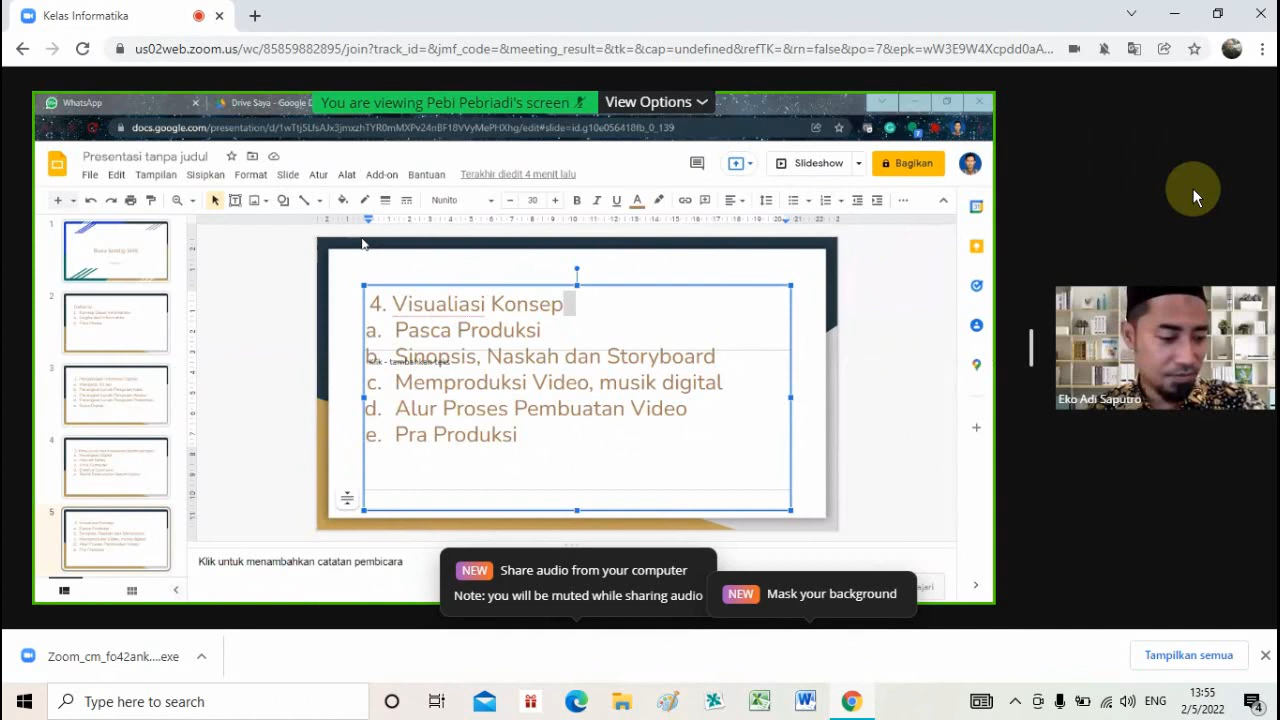 Kelas Informatika
us02web.zoom.us/wc/85859882895/join?track_id=&jmf_code=&meeting_result=&tk=&cap=undefined&refTK=&rn=false&po=7&epk=wW3E9W4Xcpdd0aA...
WhatsApp
Drive Saya - Google D
You are viewing Pebi Pebriadi's screen
View Options
Presentasi tanpa judul
Slideshow
Bagikan
File Edit Tampilan Sisipkan Format Slide Atur Alat Add-on Bantuan
Terakhir diedit 4 menit lalu
Nunito
30
1
2
3
4
5
4. Visualiasi Konsep
a. Pasca Produksi
b. Sinopsis, Naskah dan Storyboard
c. Memproduksi Video, musik digital
d. Alur Proses Pembuatan Video
e. Pra Produksi
Eko Adi Saputro
Klik untuk menambahkan catatan pembicara
NEW Share audio from your computer
Note: you will be muted while sharing audio
NEW Mask your background
Zoom_cm_fo42ank....exe
Tampilkan semua
Type here to search
ENG
13:55
2/5/2022
4